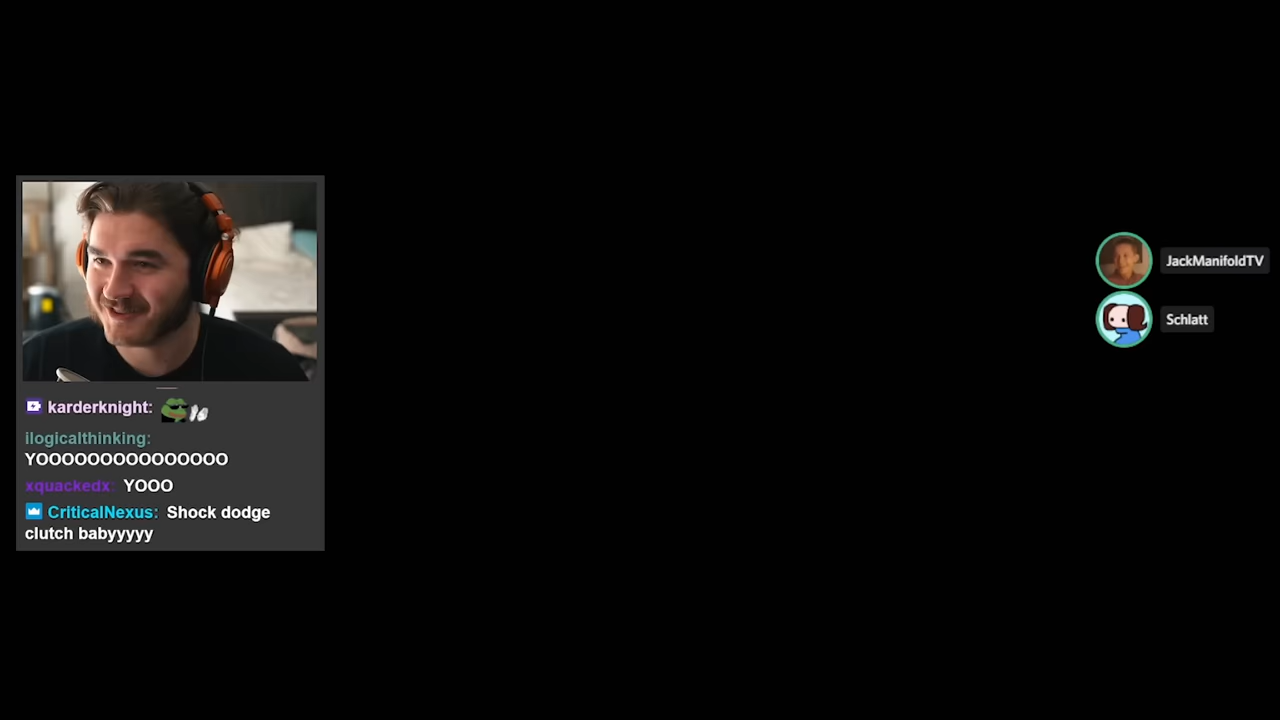 karderknight:
ilogicalthinking:
YOOOOOOOOOOOOOOO
xquackedx: YOOO
CriticalNexus: Shock dodge
clutch babyyyyy
JackManifoldTV
Schlatt